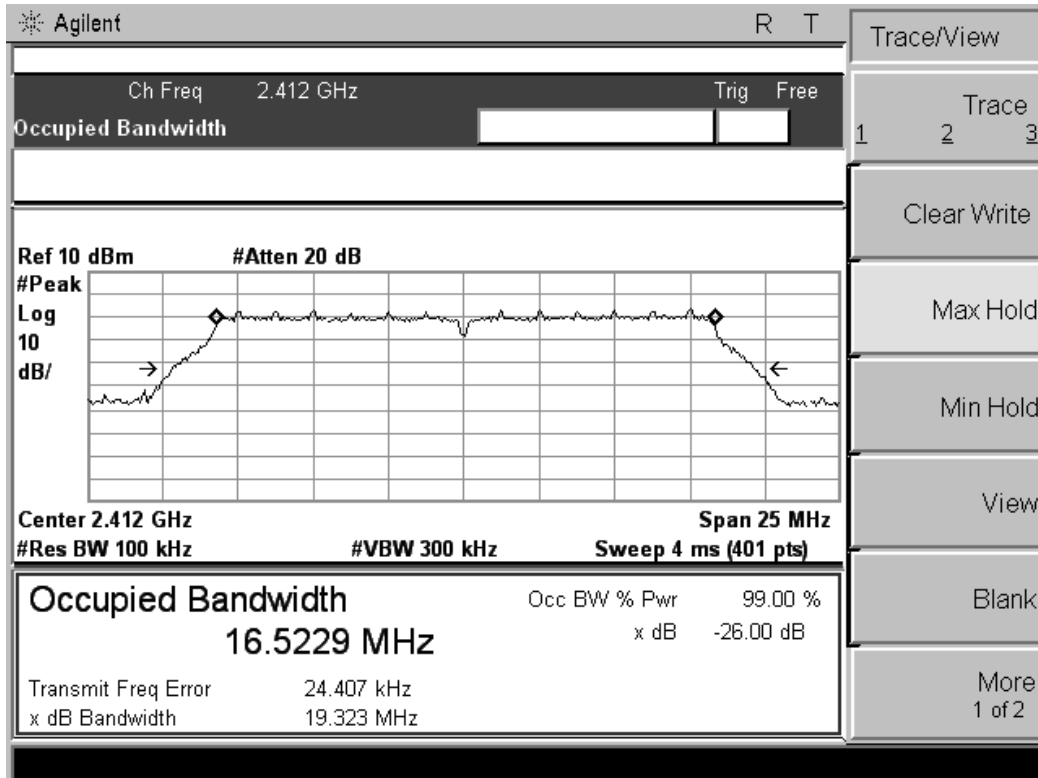 Agilent R T
Ch Freq 2.412 GHz Trig Free
Occupied Bandwidth
Ref 10 dBm #Atten 20 dB
#Peak
Log
10
dB/
Center 2.412 GHz Span 25 MHz
#Res BW 100 kHz #VBW 300 kHz Sweep 4 ms (401 pts)
Occupied Bandwidth
16.5229 MHz
Occ BW % Pwr 99.00 %
x dB -26.00 dB
Transmit Freq Error 24.407 kHz
x dB Bandwidth 19.323 MHz
Trace/View
Trace
1 2 3
Clear Write
Max Hold
Min Hold
View
Blank
More
1 of 2